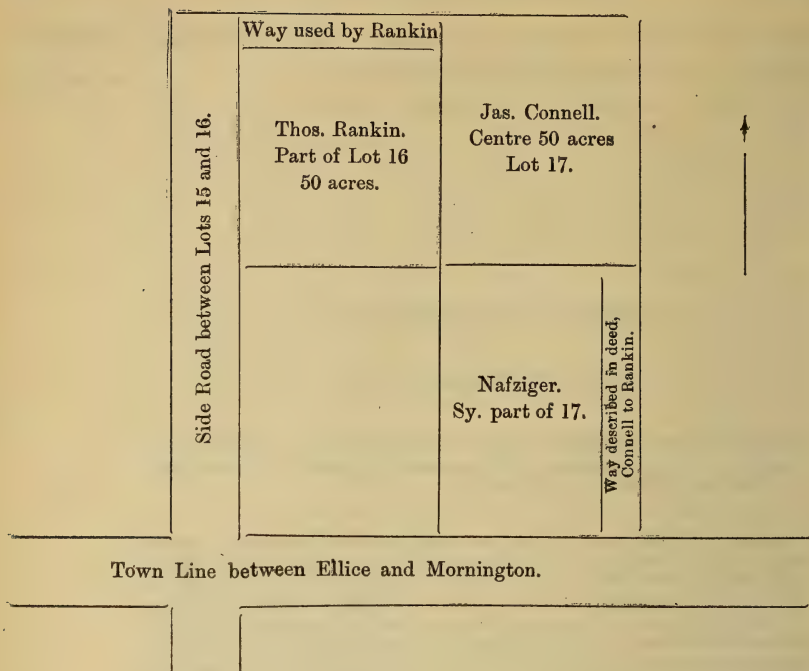 Way used by Rankin
Thos. Rankin.
Part of Lot 16
50 acres.
Jas. Connell.
Centre 50 acres
Lot 17.
Side Road between Lots 15 and 16.
Nafziger.
Sy. part of 17.
Way described in deed,
Connell to Rankin.
Town Line between Ellice and Mornington.